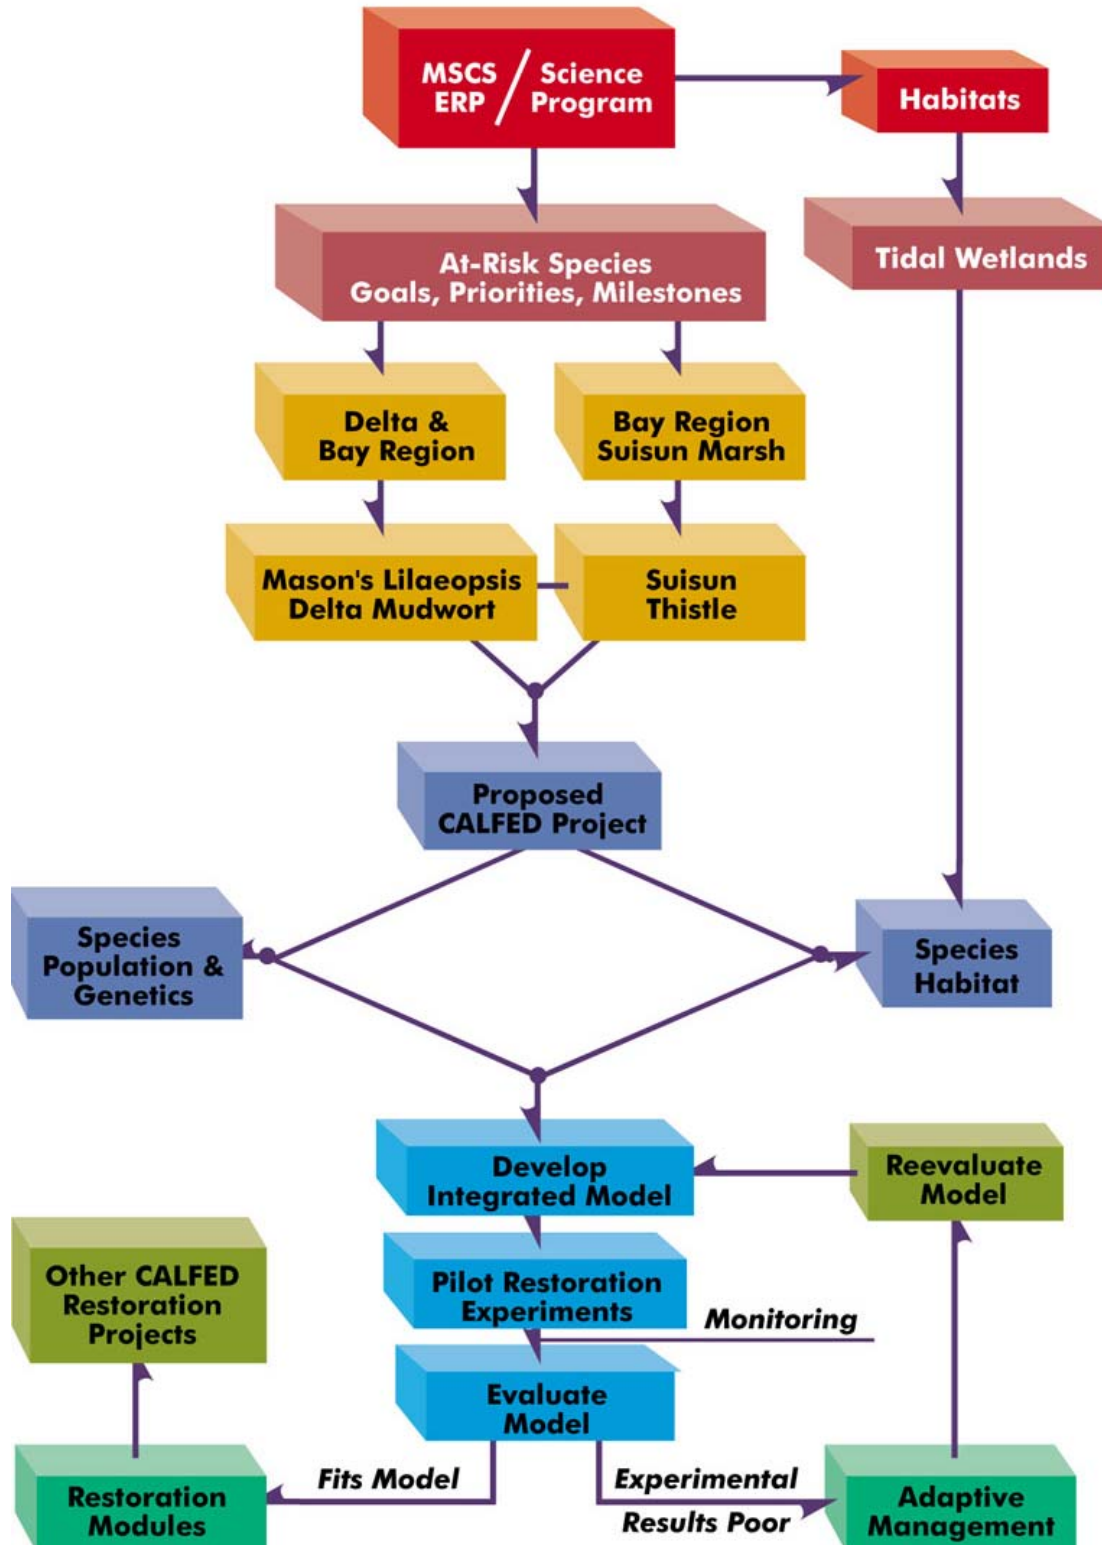 MSCS / Science
ERP / Program
Habitats
At-Risk Species
Goals, Priorities, Milestones
Tidal Wetlands
Delta &
Bay Region
Bay Region
Suisun Marsh
Mason's Lilaeopsis
Delta Mudwort
Suisun
Thistle
Proposed
CALFED Project
Species
Population &
Genetics
Species
Habitat
Develop
Integrated Model
Reevaluate
Model
Other CALFED
Restoration
Projects
Pilot Restoration
Experiments
Monitoring
Evaluate
Model
Fits Model
Experimental
Results Poor
Restoration
Modules
Adaptive
Management